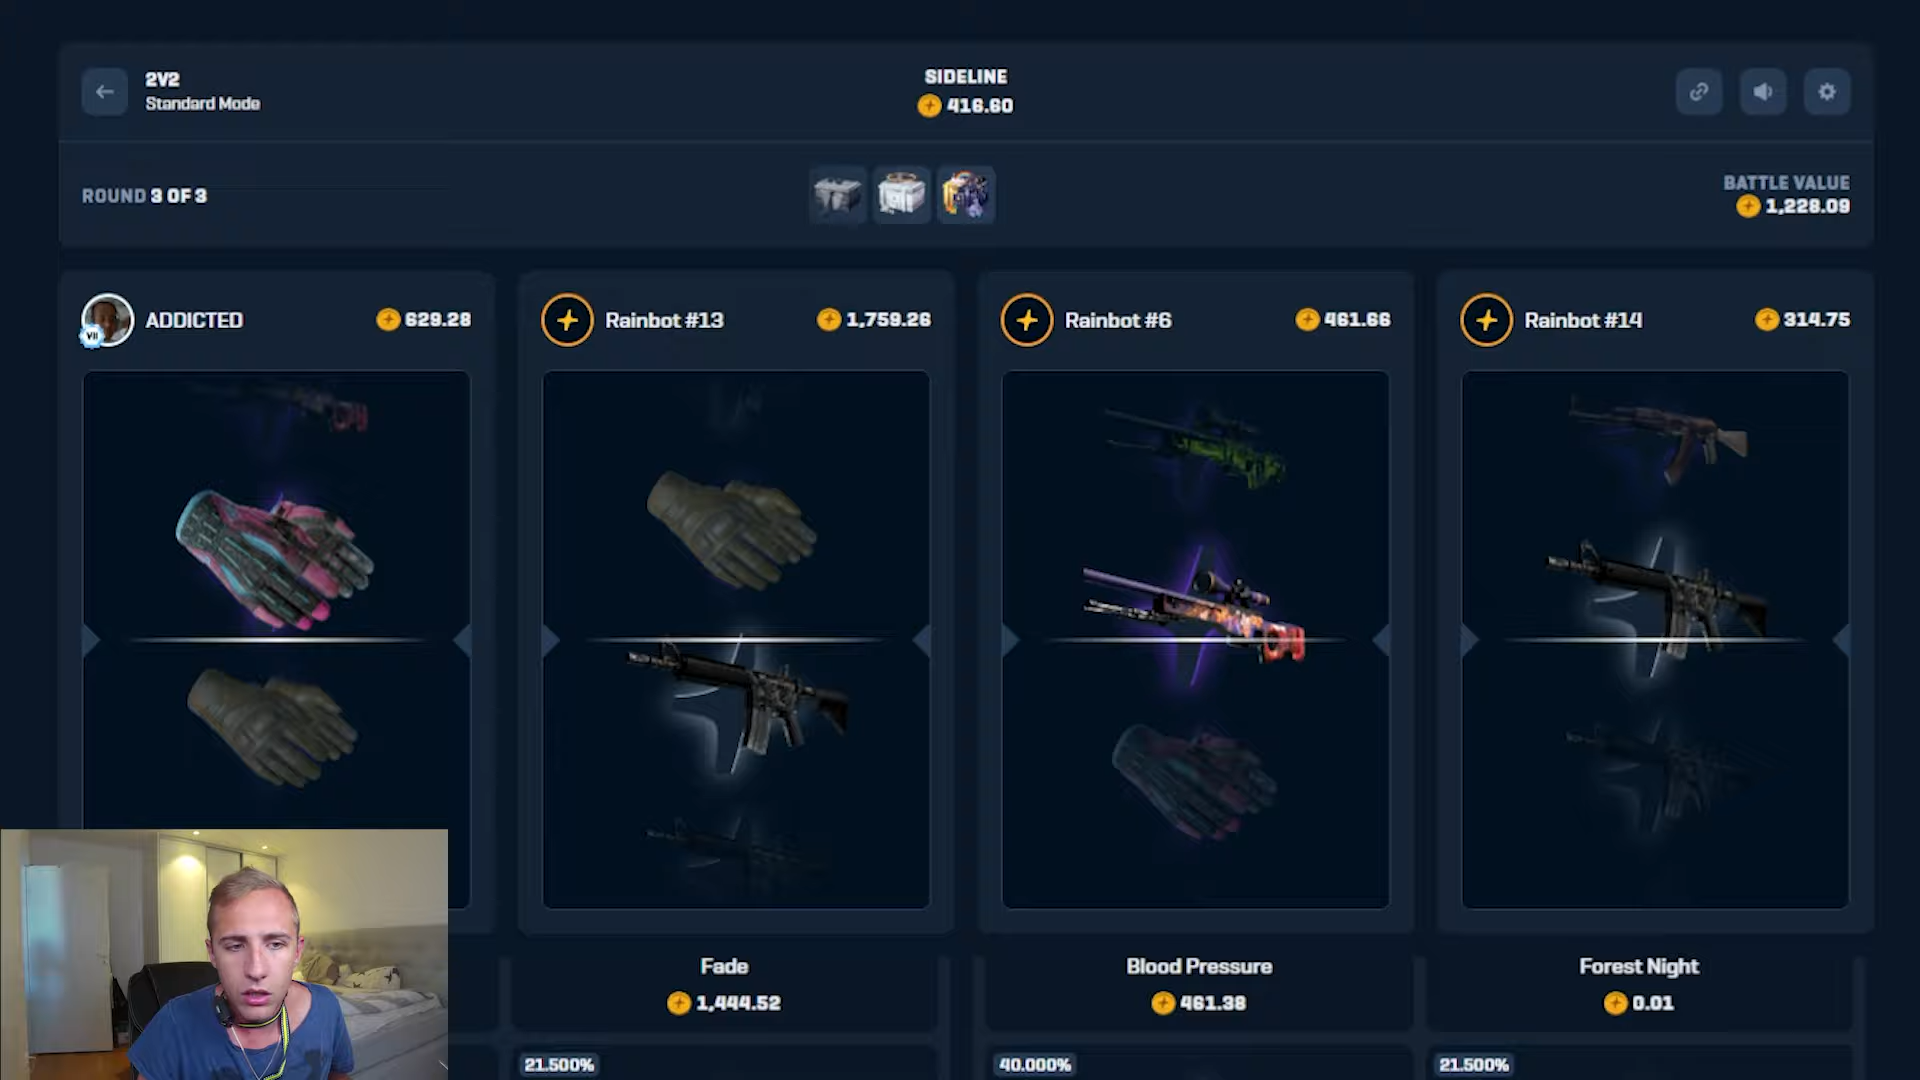 2V2
Standard Mode
SIDELINE
416.60
ROUND 3 OF 3
BATTLE VALUE
1,228.09
ADDICTED
629.28
VII
Rainbot #13
1,759.26
Rainbot #6
461.66
Rainbot #14
314.75
Fade
1,444.52
Blood Pressure
461.38
Forest Night
0.01
21.500%
40.000%
21.500%